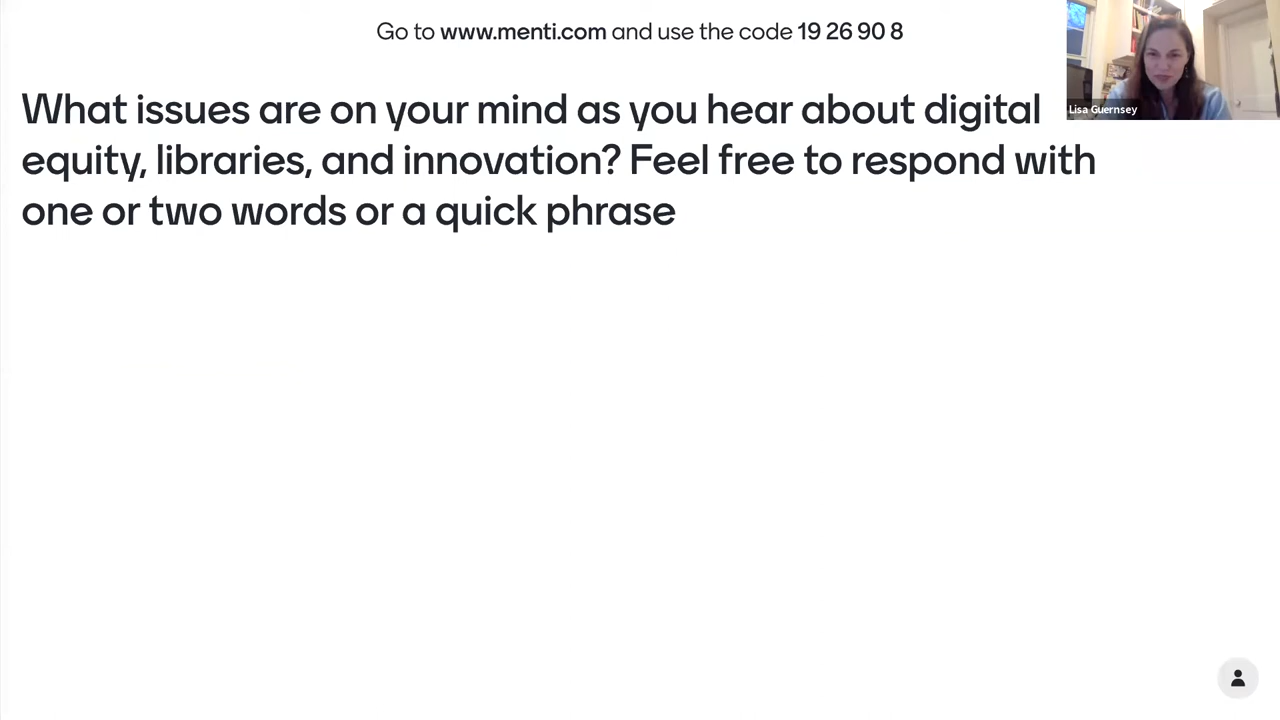 Go to www.menti.com and use the code 19 26 90 8
What issues are on your mind as you hear about digital
equity, libraries, and innovation? Feel free to respond with
one or two words or a quick phrase
Lisa Guernsey